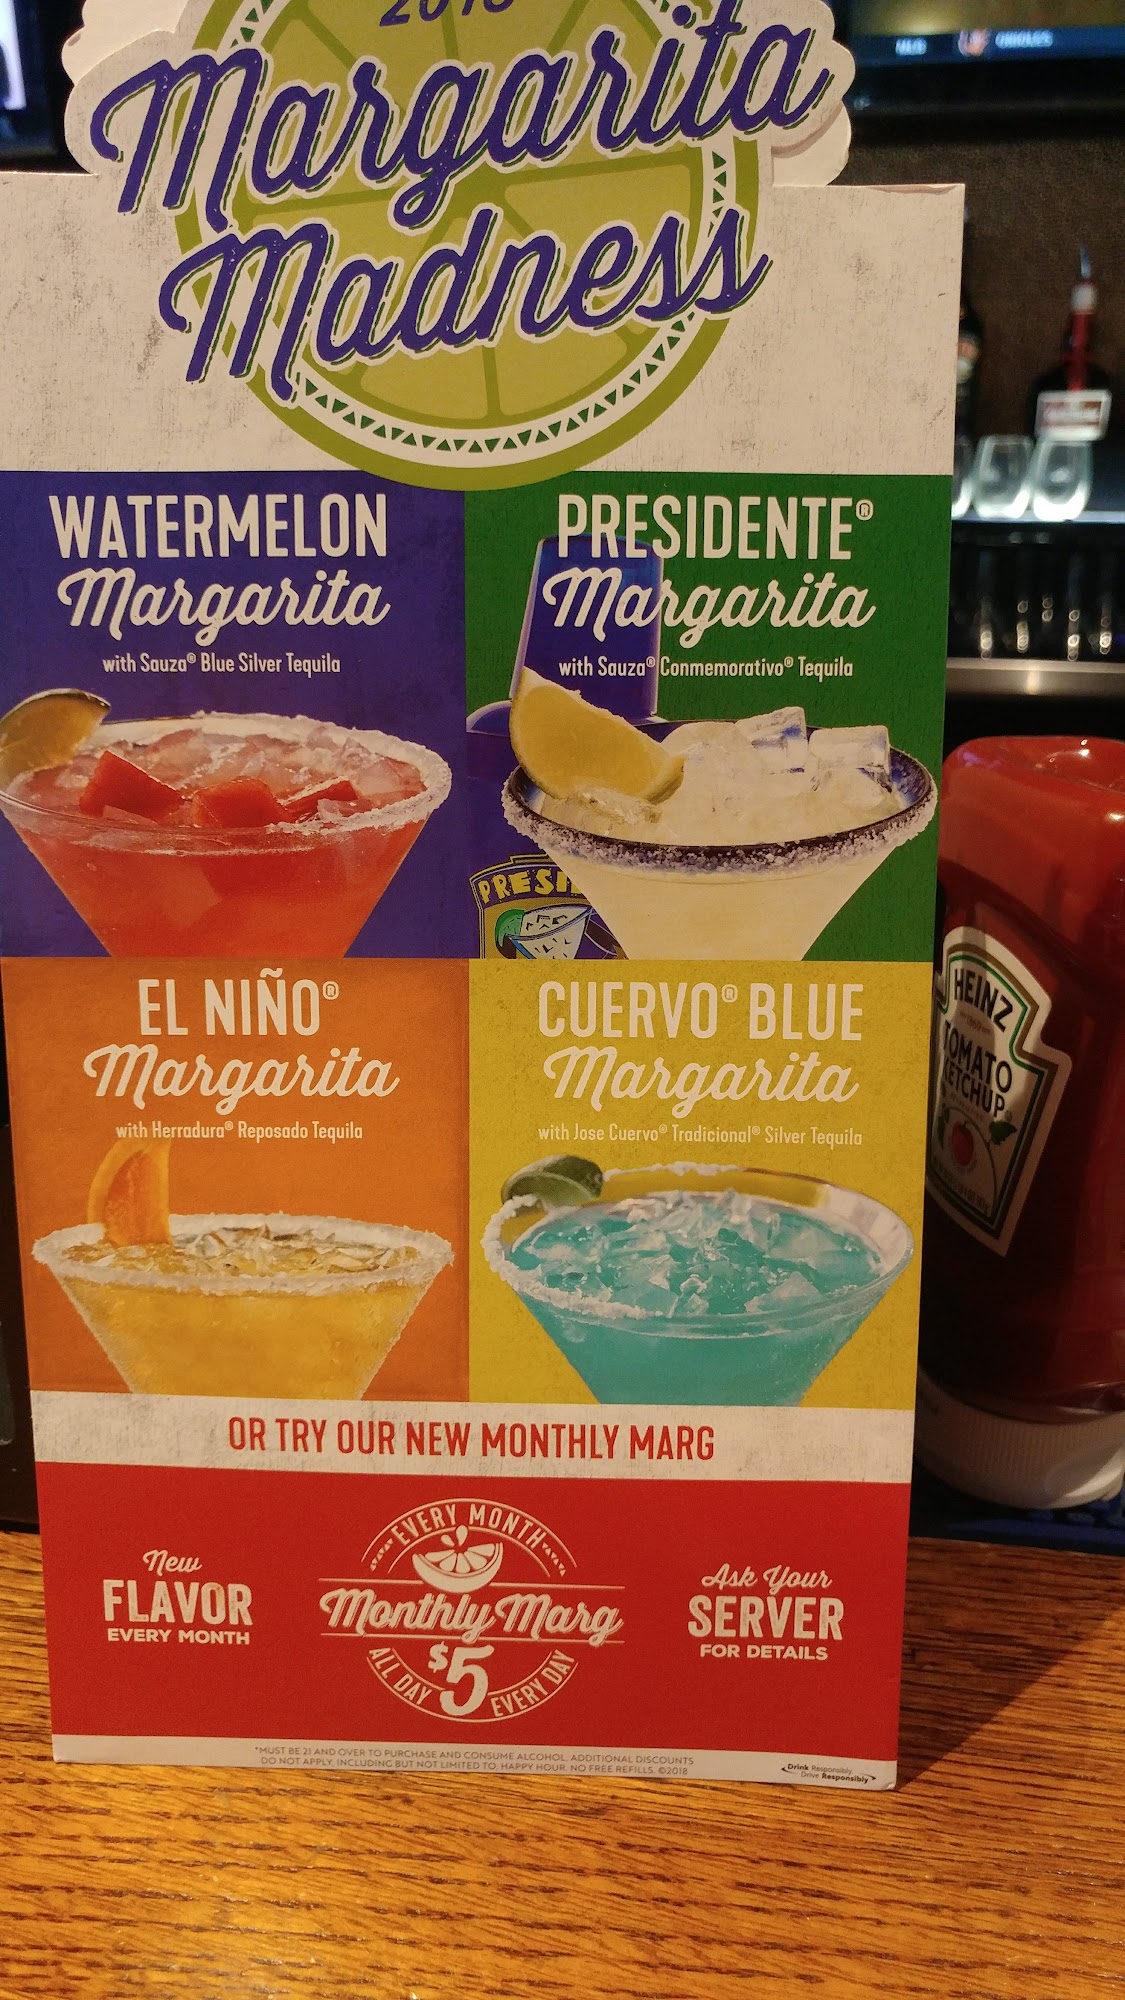 2018
Margarita
Madness
MLB ORIOLES
WATERMELON
Margarita
with Sauza® Blue Silver Tequila
PRESIDENTE®
Margarita
with Sauza® Conmemorativo® Tequila
PRESI
EL NIÑO®
Margarita
with Herradura® Reposado Tequila
CUERVO® BLUE
Margarita
with Jose Cuervo® Tradicional® Silver Tequila
HEINZ
TOMATO
KETCHUP
OR TRY OUR NEW MONTHLY MARG
New
FLAVOR
EVERY MONTH
EVERY MONTH
Monthly Marg
$5
ALL DAY EVERY DAY
Ask Your
SERVER
FOR DETAILS
*MUST BE 21 AND OVER TO PURCHASE AND CONSUME ALCOHOL. ADDITIONAL DISCOUNTS
DO NOT APPLY, INCLUDING BUT NOT LIMITED TO, HAPPY HOUR. NO FREE REFILLS. ©2018
Drink Responsibly.
Drive Responsibly.